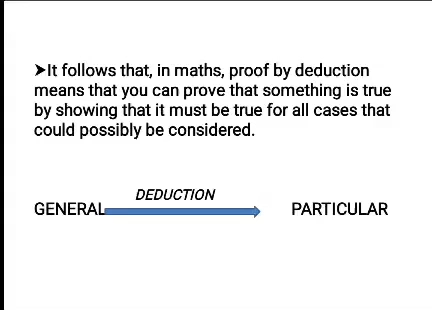 ➤It follows that, in maths, proof by deduction
means that you can prove that something is true
by showing that it must be true for all cases that
could possibly be considered.
DEDUCTION
GENERAL PARTICULAR